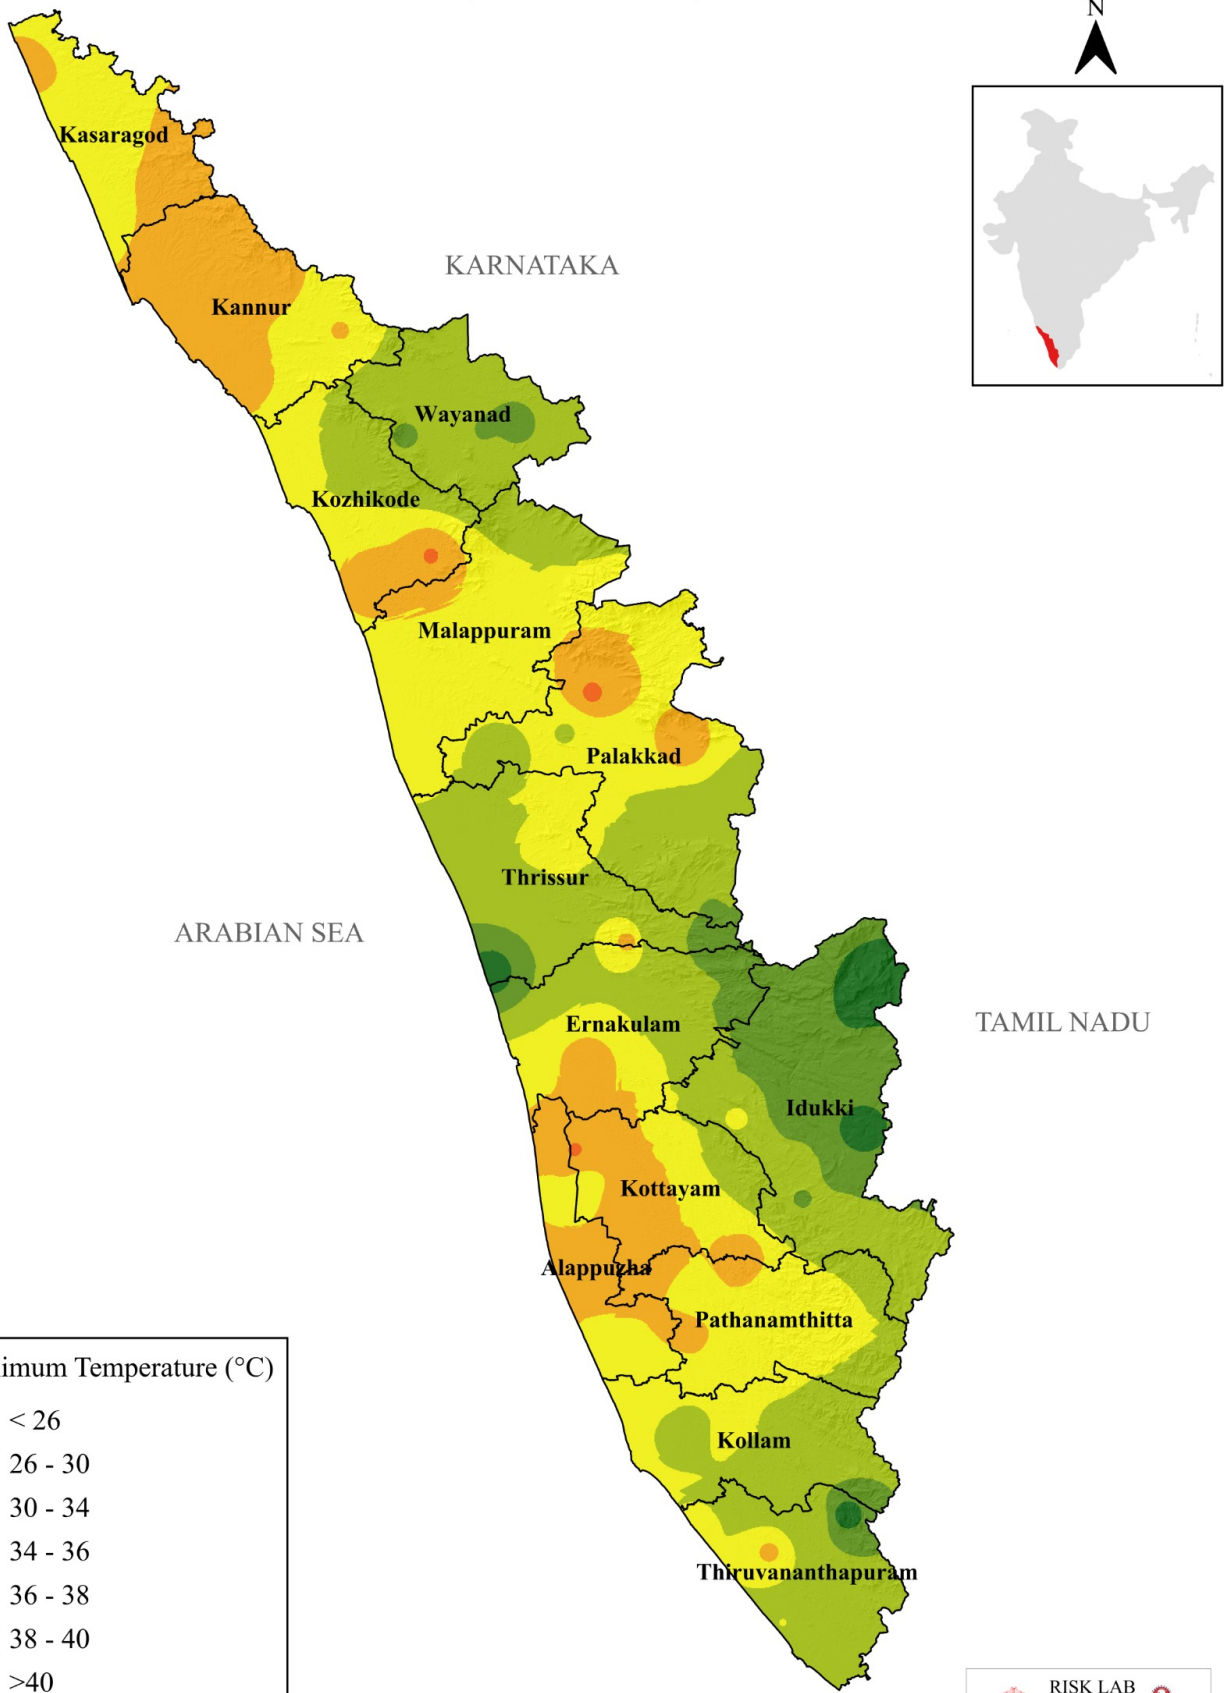 N
Kasaragod
KARNATAKA
Kannur
Wayanad
Kozhikode
Malappuram
Palakkad
Thrissur
ARABIAN SEA
Ernakulam
TAMIL NADU
Idukki
Kottayam
Alappuzha
Pathanamthitta
Kollam
Thiruvananthapuram
imum Temperature (°C)
< 26
26 - 30
30 - 34
34 - 36
36 - 38
38 - 40
>40
RISK LAB